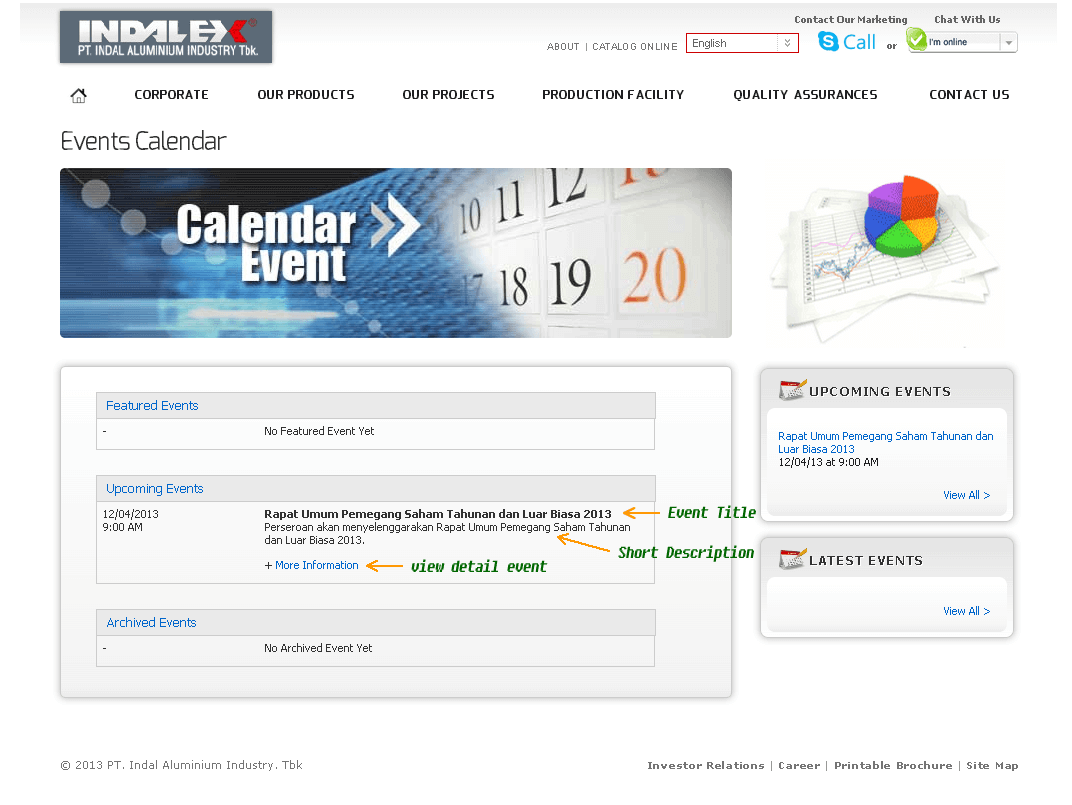 INDALEX®
PT INDAL ALUMINIUM INDUSTRY Tbk.
Contact Our Marketing
Chat With Us
ABOUT | CATALOG ONLINE
English
Call
or
I'm online
CORPORATE
OUR PRODUCTS
OUR PROJECTS
PRODUCTION FACILITY
QUALITY ASSURANCES
CONTACT US
Events Calendar
Calendar
Event
10 11 12
17 18 19 20
Featured Events
-
No Featured Event Yet
Upcoming Events
12/04/2013
9:00 AM
Rapat Umum Pemegang Saham Tahunan dan Luar Biasa 2013
Perseroan akan menyelenggarakan Rapat Umum Pemegang Saham Tahunan
dan Luar Biasa 2013.
+ More Information
Event Title
Short Description
view detail event
Archived Events
-
No Archived Event Yet
UPCOMING EVENTS
Rapat Umum Pemegang Saham Tahunan dan
Luar Biasa 2013
12/04/13 at 9:00 AM
View All >
LATEST EVENTS
View All >
© 2013 PT. Indal Aluminium Industry. Tbk
Investor Relations | Career | Printable Brochure | Site Map